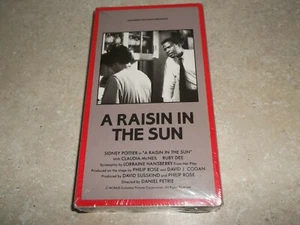 A RAISIN IN
THE SUN
SIDNEY POITIER in "A RAISIN IN THE SUN"
with CLAUDIA McNEIL RUBY DEE
Screenplay by LORRAINE HANSBERRY From Her Play
Produced on the stage by PHILIP ROSE and DAVID J. COGAN
Produced by DAVID SUSSKIND and PHILIP ROSE
Directed by DANIEL PETRIE